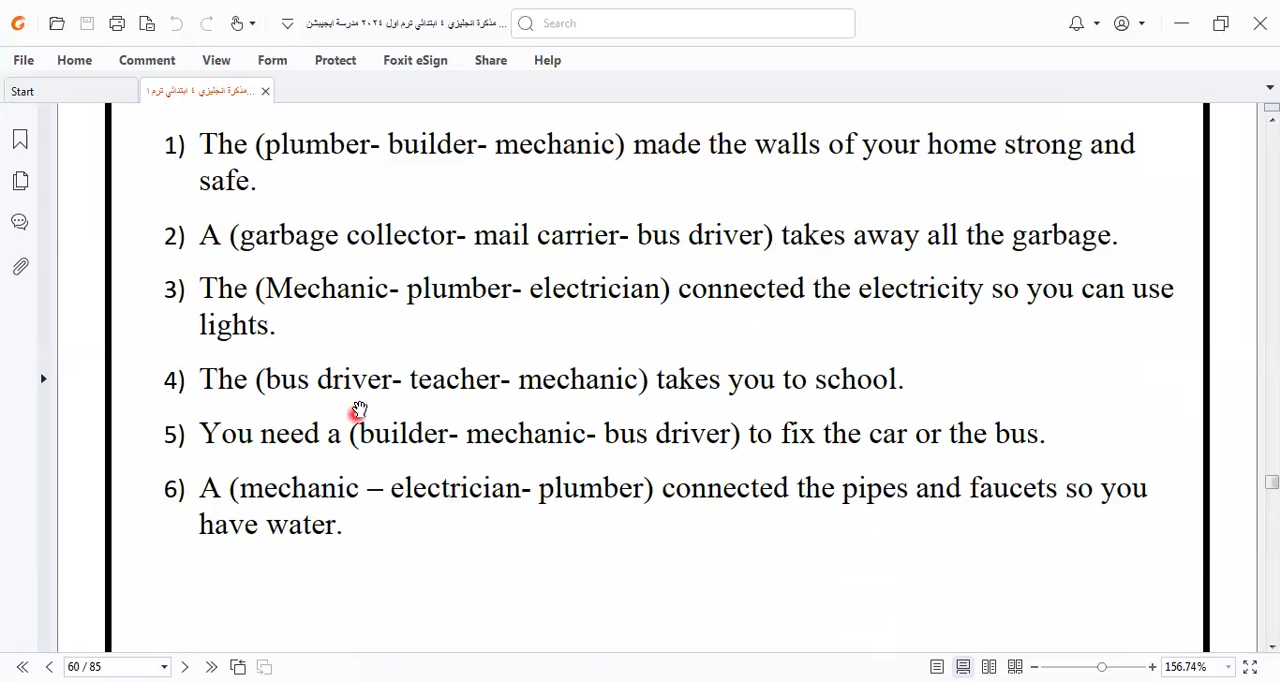 مذكرة انجليزي ٤ ابتدائي ترم اول ٢٠٢٤ مدرسة ايجيبشن ...
Search
File Home Comment View Form Protect Foxit eSign Share Help
Start
مذكرة انجليزي ٤ ابتدائي ترم ا...
1) The (plumber- builder- mechanic) made the walls of your home strong and
safe.
2) A (garbage collector- mail carrier- bus driver) takes away all the garbage.
3) The (Mechanic- plumber- electrician) connected the electricity so you can use
lights.
4) The (bus driver- teacher- mechanic) takes you to school.
5) You need a (builder- mechanic- bus driver) to fix the car or the bus.
6) A (mechanic – electrician- plumber) connected the pipes and faucets so you
have water.
60 / 85
156.74%